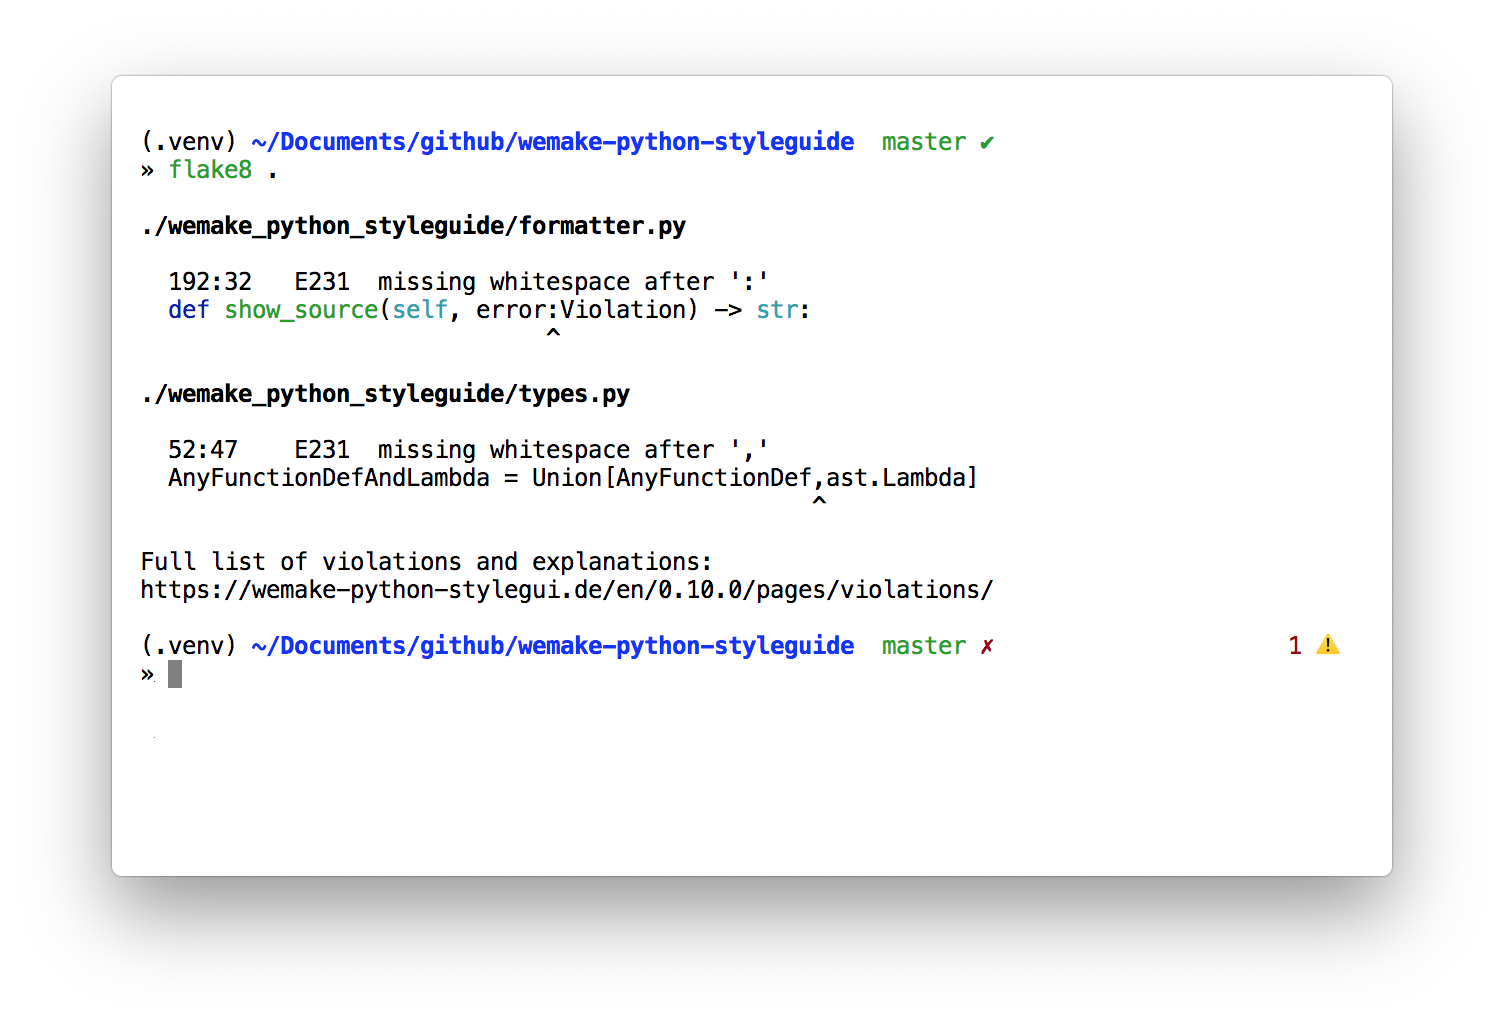 (.venv) ~/Documents/github/wemake-python-styleguide  master ✔
» flake8 .
./wemake_python_styleguide/formatter.py
192:32   E231  missing whitespace after ':'
def show_source(self, error:Violation) -> str:
^
./wemake_python_styleguide/types.py
52:47    E231  missing whitespace after ','
AnyFunctionDefAndLambda = Union[AnyFunctionDef,ast.Lambda]
^
Full list of violations and explanations:
https://wemake-python-stylegui.de/en/0.10.0/pages/violations/
(.venv) ~/Documents/github/wemake-python-styleguide  master ✗ 1 ⚠️
»